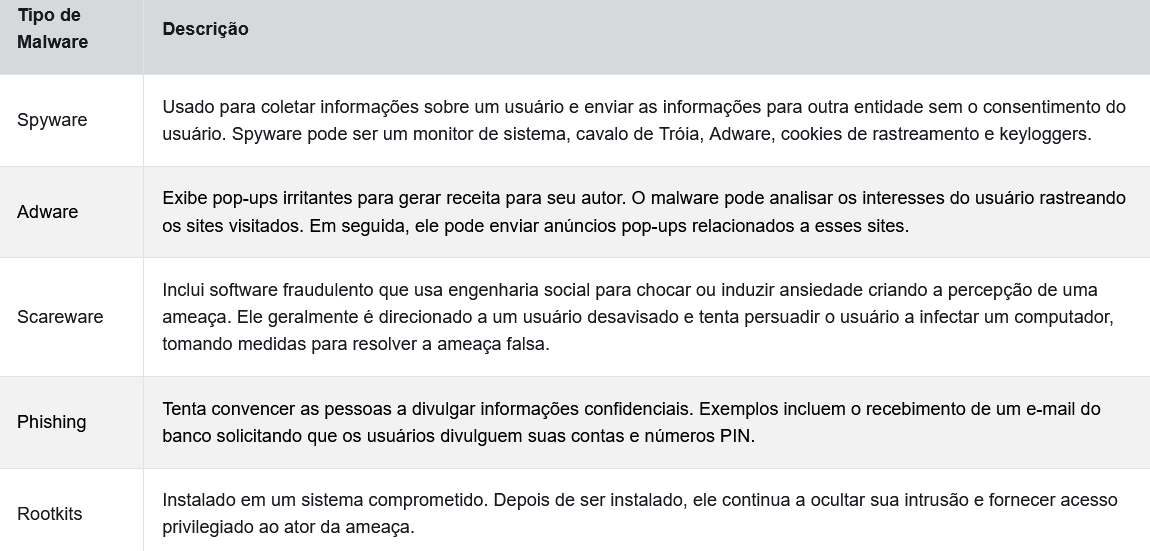 Tipo de
Malware
Descrição
Spyware
Usado para coletar informações sobre um usuário e enviar as informações para outra entidade sem o consentimento do
usuário. Spyware pode ser um monitor de sistema, cavalo de Tróia, Adware, cookies de rastreamento e keyloggers.
Adware
Exibe pop-ups irritantes para gerar receita para seu autor. O malware pode analisar os interesses do usuário rastreando
os sites visitados. Em seguida, ele pode enviar anúncios pop-ups relacionados a esses sites.
Scareware
Inclui software fraudulento que usa engenharia social para chocar ou induzir ansiedade criando a percepção de uma
ameaça. Ele geralmente é direcionado a um usuário desavisado e tenta persuadir o usuário a infectar um computador,
tomando medidas para resolver a ameaça falsa.
Phishing
Tenta convencer as pessoas a divulgar informações confidenciais. Exemplos incluem o recebimento de um e-mail do
banco solicitando que os usuários divulguem suas contas e números PIN.
Rootkits
Instalado em um sistema comprometido. Depois de ser instalado, ele continua a ocultar sua intrusão e fornecer acesso
privilegiado ao ator da ameaça.